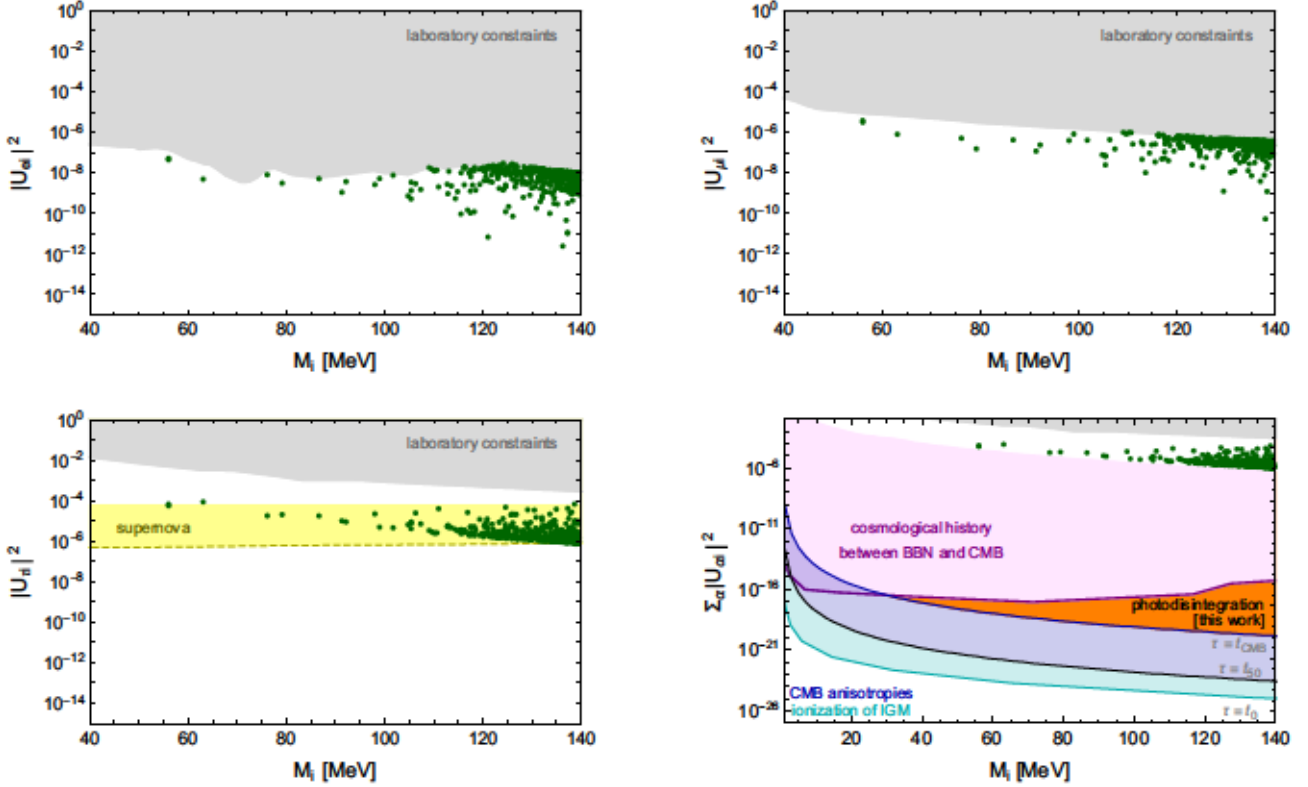 10^0
laboratory constraints
10^-2
10^-4
|U_ei|^2
10^-6
10^-8
10^-10
10^-12
10^-14
40 60 80 100 120 140
M_i [MeV]
10^0
laboratory constraints
10^-2
10^-4
|U_μi|^2
10^-6
10^-8
10^-10
10^-12
10^-14
40 60 80 100 120 140
M_i [MeV]
10^0
laboratory constraints
10^-2
10^-4
supernova
|U_τi|^2
10^-6
10^-8
10^-10
10^-12
10^-14
40 60 80 100 120 140
M_i [MeV]
10^-6
10^-11
cosmological history
between BBN and CMB
Σ_α|U_αi|^2
10^-16
photodisintegration
[this work]
τ = t_CMB
10^-21
τ = t_50
CMB anisotropies
ionization of IGM
τ = t_0
10^-26
20 40 60 80 100 120 140
M_i [MeV]